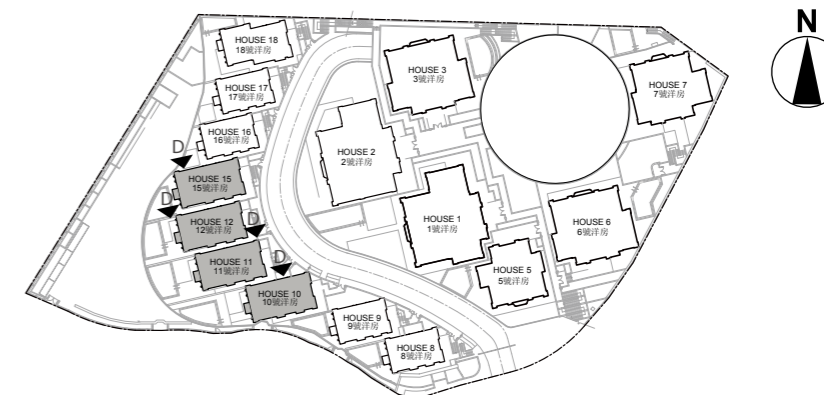 N
HOUSE 18
18號洋房
HOUSE 3
3號洋房
HOUSE 7
7號洋房
HOUSE 17
17號洋房
HOUSE 16
16號洋房
HOUSE 2
2號洋房
D
HOUSE 15
15號洋房
D
HOUSE 12
12號洋房
D
HOUSE 1
1號洋房
HOUSE 6
6號洋房
HOUSE 11
11號洋房
D
HOUSE 5
5號洋房
HOUSE 10
10號洋房
HOUSE 9
9號洋房
HOUSE 8
8號洋房